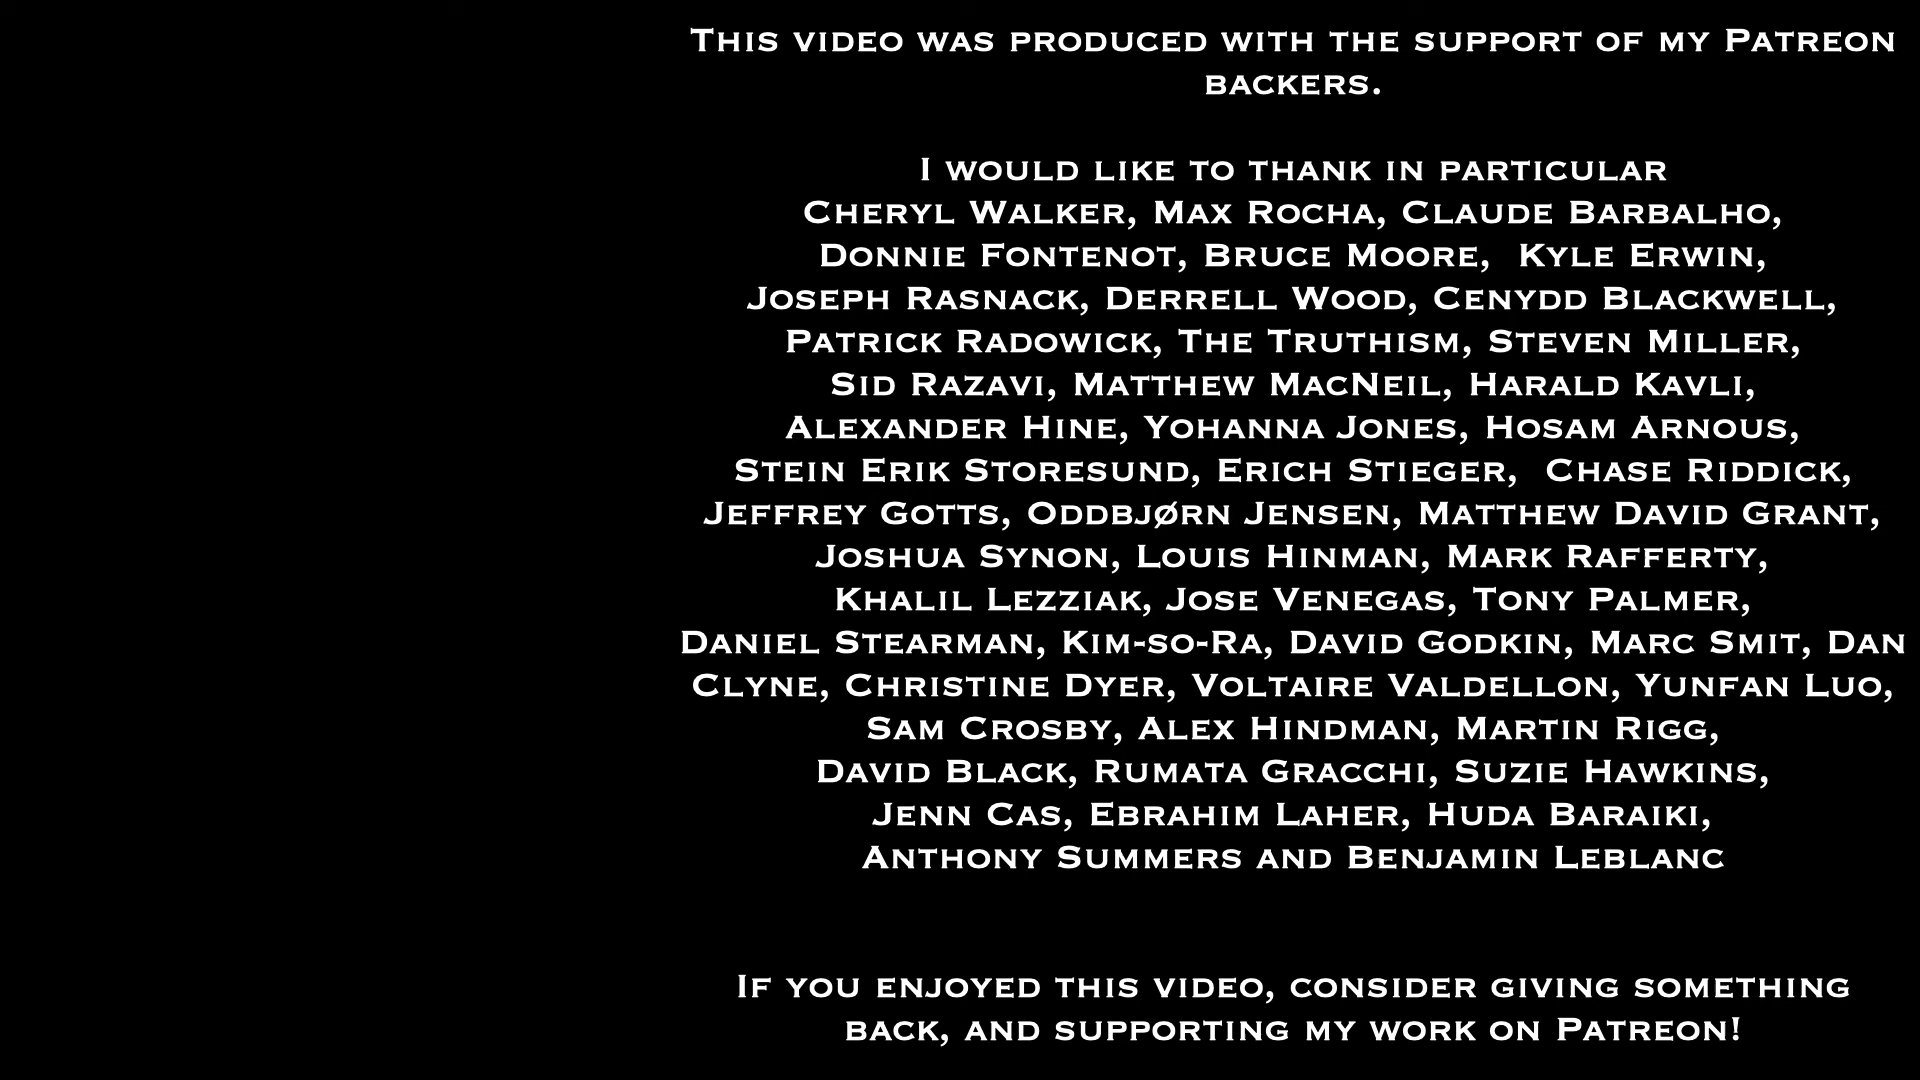 This video was produced with the support of my Patreon
backers.
I would like to thank in particular
Cheryl Walker, Max Rocha, Claude Barbalho,
Donnie Fontenot, Bruce Moore,  Kyle Erwin,
Joseph Rasnack, Derrell Wood, Cenydd Blackwell,
Patrick Radowick, The Truthism, Steven Miller,
Sid Razavi, Matthew MacNeil, Harald Kavli,
Alexander Hine, Yohanna Jones, Hosam Arnous,
Stein Erik Storesund, Erich Stieger,  Chase Riddick,
Jeffrey Gotts, Oddbjørn Jensen, Matthew David Grant,
Joshua Synon, Louis Hinman, Mark Rafferty,
Khalil Lezziak, Jose Venegas, Tony Palmer,
Daniel Stearman, Kim-so-Ra, David Godkin, Marc Smit, Dan
Clyne, Christine Dyer, Voltaire Valdellon, Yunfan Luo,
Sam Crosby, Alex Hindman, Martin Rigg,
David Black, Rumata Gracchi, Suzie Hawkins,
Jenn Cas, Ebrahim Laher, Huda Baraiki,
Anthony Summers and Benjamin Leblanc
If you enjoyed this video, consider giving something
back, and supporting my work on Patreon!